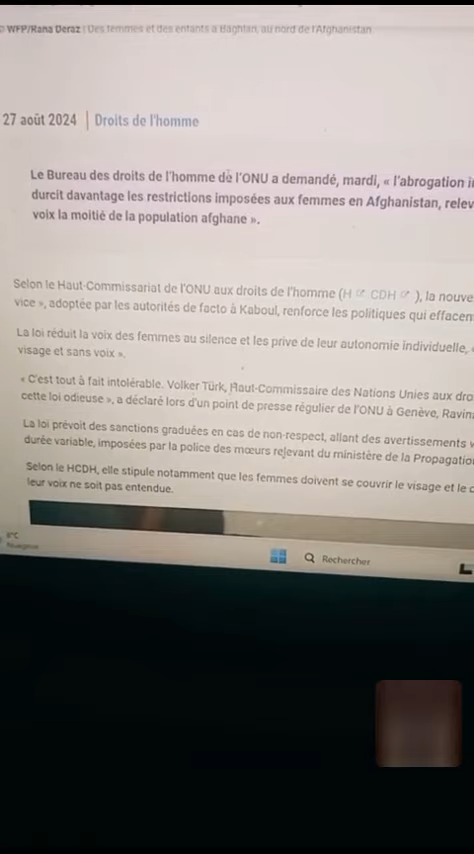 WFP/Rana Deraz | Des femmes et des enfants à Baghlan, au nord de l'Afghanistan
27 août 2024 | Droits de l'homme
Le Bureau des droits de l'homme de l'ONU a demandé, mardi, « l'abrogation
durcit davantage les restrictions imposées aux femmes en Afghanistan,
voix la moitié de la population afghane ».
Selon le Haut-Commissariat de l'ONU aux droits de l'homme (H CDH ), la
vice », adoptée par les autorités de facto à Kaboul, renforce les politiques qui
La loi réduit la voix des femmes au silence et les prive de leur autonomie individuelle,
visage et sans voix ».
« C'est tout à fait intolérable. Volker Türk, Haut-Commissaire des Nations Unies aux
cette loi odieuse », a déclaré lors d'un point de presse régulier de l'ONU à Genève,
La loi prévoit des sanctions graduées en cas de non-respect, allant des avertissements
durée variable, imposées par la police des mœurs relevant du ministère de la
Selon le HCDH, elle stipule notamment que les femmes doivent se couvrir le visage et le
leur voix ne soit pas entendue.
8°C
Rechercher